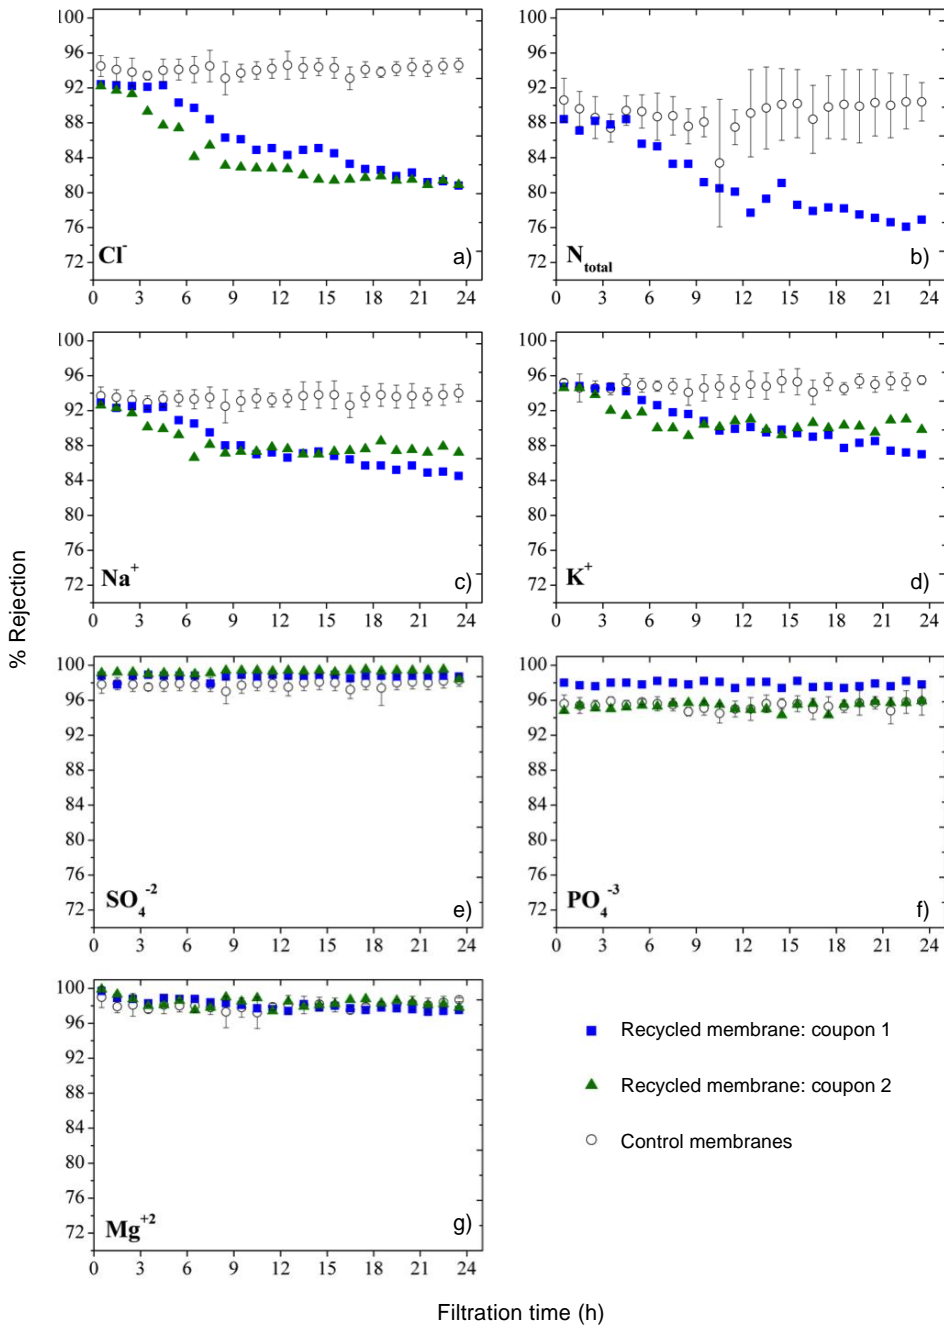 100
96
92
88
84
80
76
72
Cl-
a)
0 3 6 9 12 15 18 21 24
100
96
92
88
84
80
76
72
N total
b)
0 3 6 9 12 15 18 21 24
100
96
92
88
84
80
76
72
Na+
c)
0 3 6 9 12 15 18 21 24
100
96
92
88
84
80
76
72
K+
d)
0 3 6 9 12 15 18 21 24
% Rejection
100
96
92
88
84
80
76
72
SO4-2
e)
0 3 6 9 12 15 18 21 24
100
96
92
88
84
80
76
72
PO4-3
f)
0 3 6 9 12 15 18 21 24
100
96
92
88
84
80
76
72
Mg+2
g)
0 3 6 9 12 15 18 21 24
Recycled membrane: coupon 1
Recycled membrane: coupon 2
Control membranes
Filtration time (h)